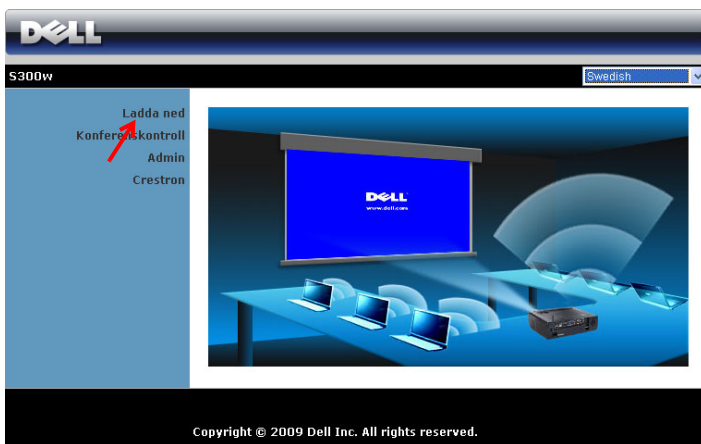 DELL
S300w
Swedish
Ladda ned
Konferenskontroll
Admin
Crestron
DELL
www.dell.com
Copyright © 2009 Dell Inc. All rights reserved.